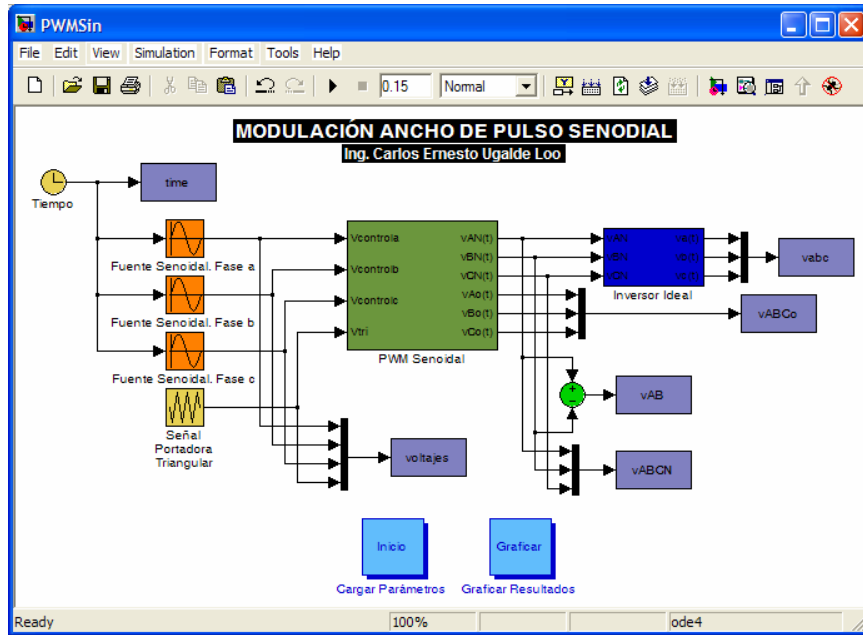 PWMSin
File Edit View Simulation Format Tools Help
0.15 Normal
MODULACIÓN ANCHO DE PULSO SENODIAL
Ing. Carlos Ernesto Ugalde Loo
Tiempo
time
Fuente Senoidal. Fase a
Fuente Senoidal. Fase b
Fuente Senoidal. Fase c
Señal
Portadora
Triangular
Vcontrola
Vcontrolb
Vcontrolc
Vtri
vAN(t)
vBN(t)
vCN(t)
vAo(t)
vBo(t)
vCo(t)
PWM Senoidal
vAN
vBN
vCN
va(t)
vb(t)
vc(t)
Inversor Ideal
vabc
vABCo
vAB
vABCN
voltajes
Inicio
Cargar Parámetros
Graficar
Graficar Resultados
Ready 100% ode4